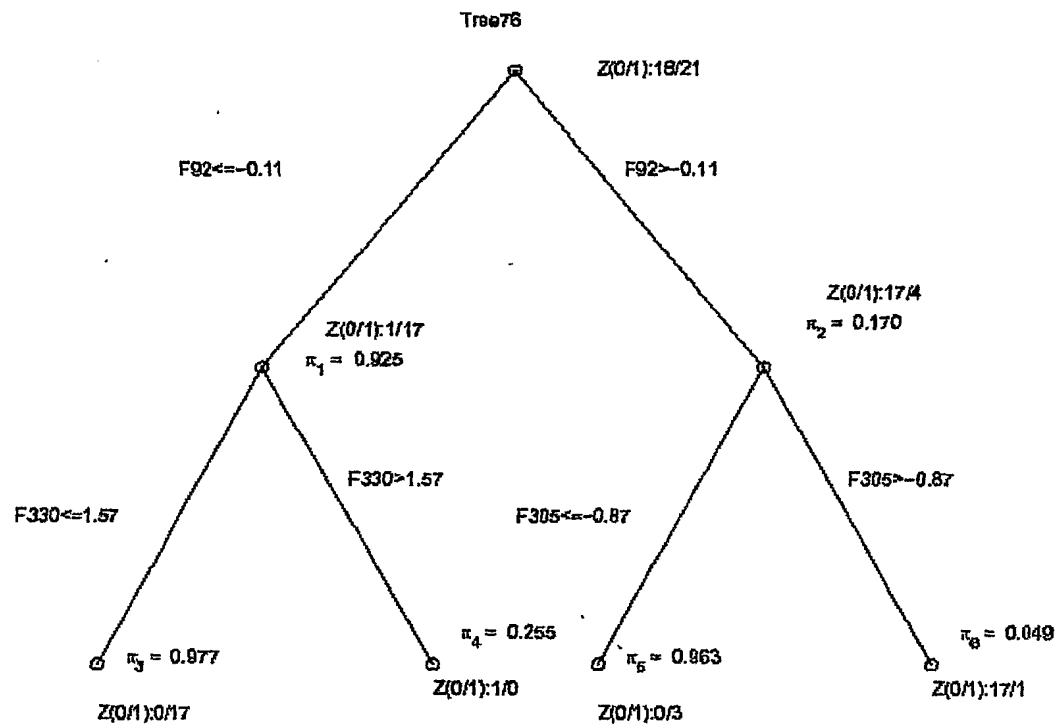 Tree76
Z(0/1):18/21
F92<=-0.11
F92>-0.11
Z(0/1):17/4
π2 = 0.170
Z(0/1):1/17
π1 = 0.925
F330<=1.57
F330>1.57
F305<=-0.87
F305>-0.87
π3 = 0.977
π4 = 0.255
π5 = 0.963
π6 = 0.049
Z(0/1):0/17
Z(0/1):1/0
Z(0/1):0/3
Z(0/1):17/1